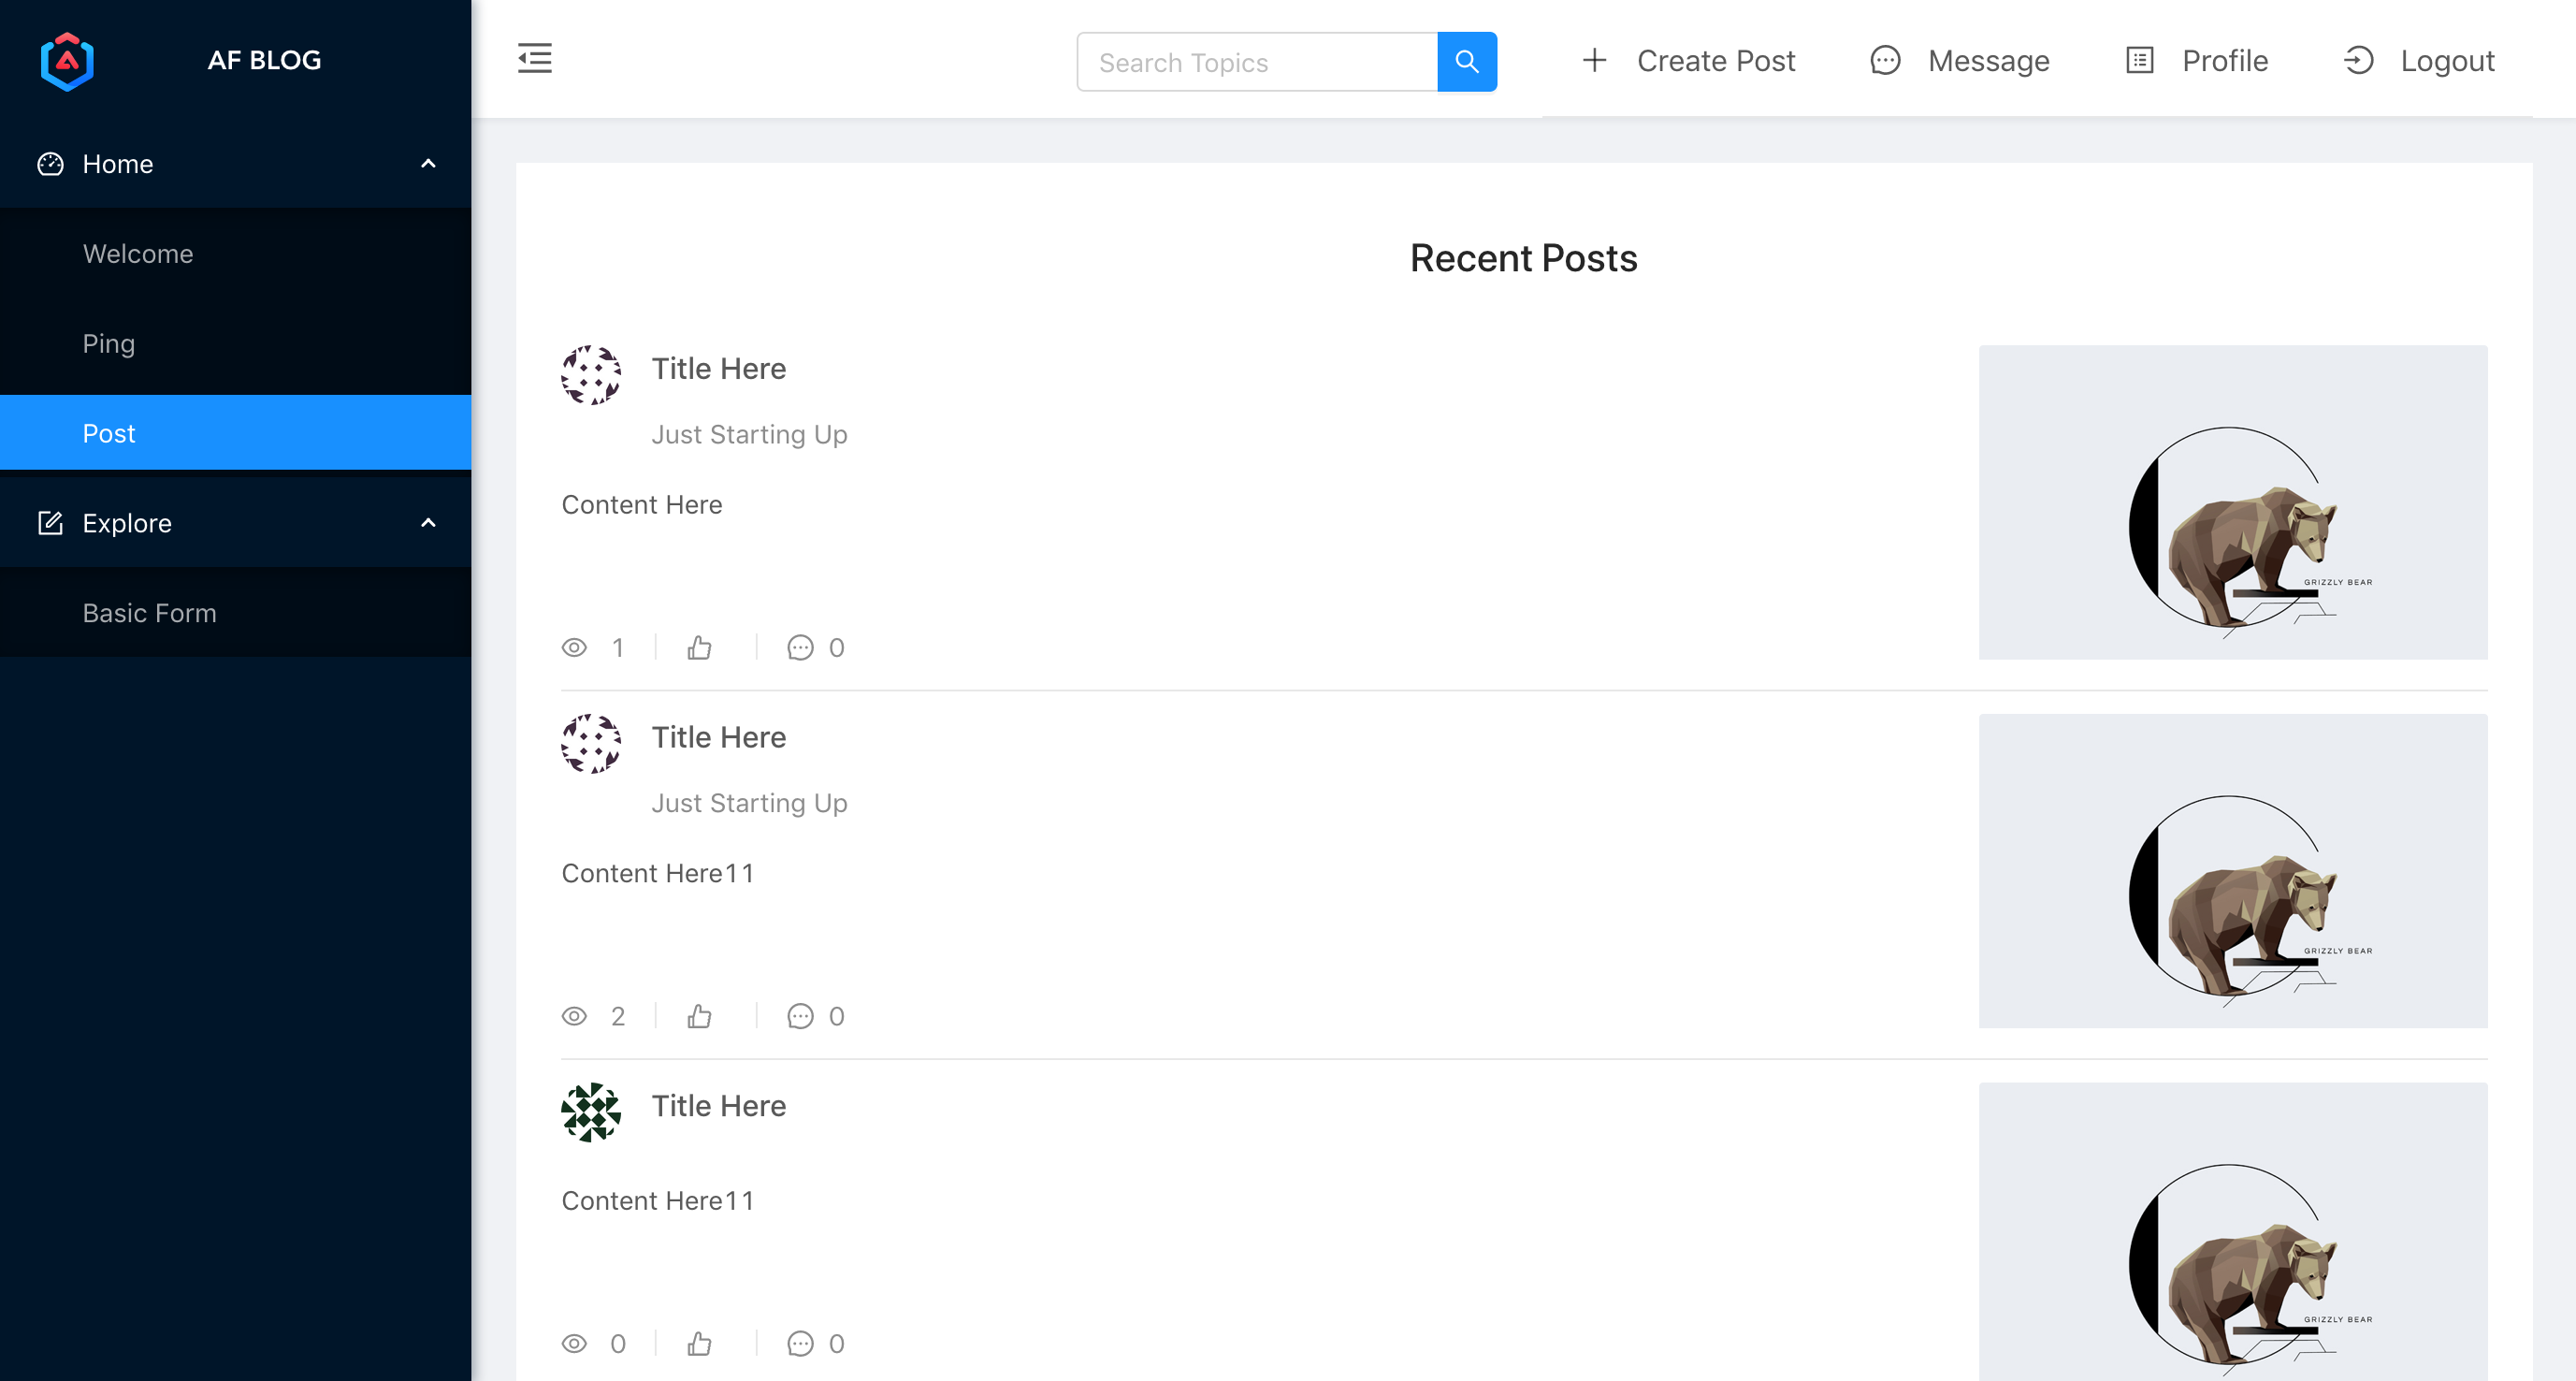 AF BLOG
Search Topics
Create Post
Message
Profile
Logout
Home
Welcome
Ping
Post
Explore
Basic Form
Recent Posts
Title Here
Just Starting Up
Content Here
GRIZZLY BEAR
1
0
Title Here
Just Starting Up
Content Here11
GRIZZLY BEAR
2
0
Title Here
Content Here11
GRIZZLY BEAR
0
0